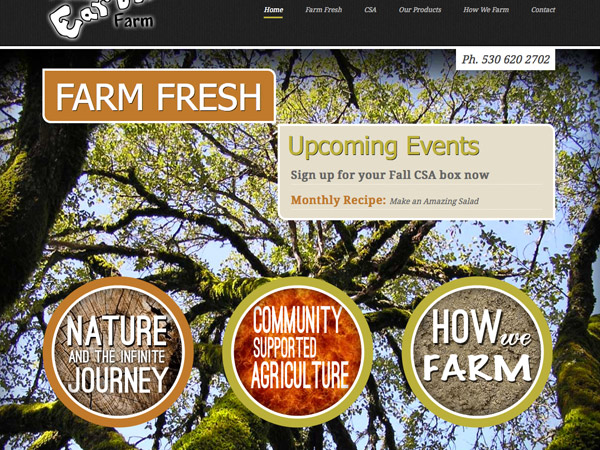 Farm
Home Farm Fresh CSA Our Products How We Farm Contact
Ph. 530 620 2702
FARM FRESH
Upcoming Events
Sign up for your Fall CSA box now
Monthly Recipe: Make an Amazing Salad
NATURE
AND THE INFINITE
JOURNEY
COMMUNITY
SUPPORTED
AGRICULTURE
HOW we
FARM